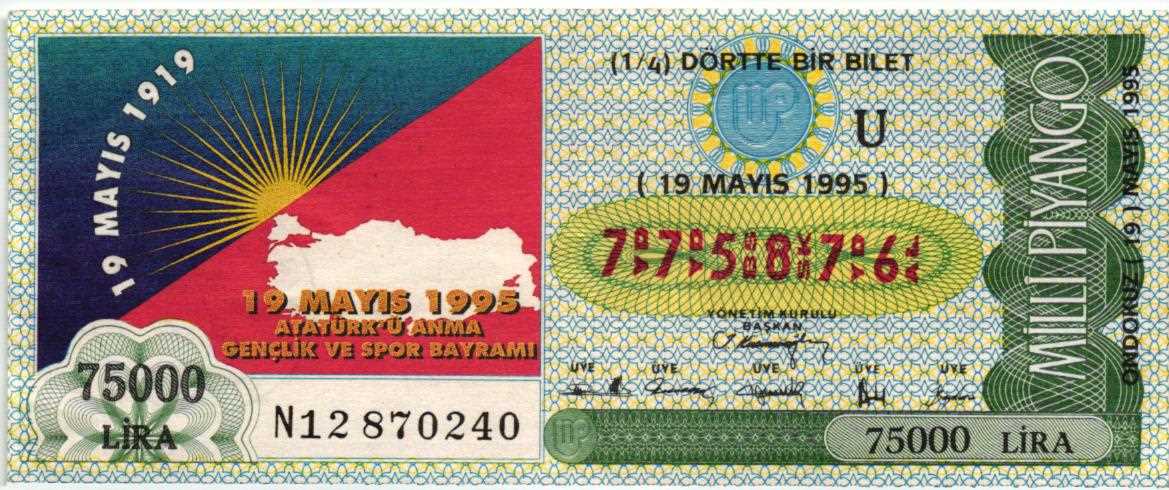 19 MAYIS 1919
19 MAYIS 1995
ATATÜRK'Ü ANMA
GENÇLİK VE SPOR BAYRAMI
75000
LİRA
N12 870240
(1/4) DÖRTTE BİR BİLET
U
( 19 MAYIS 1995 )
775876
YÖNETİM KURULU
BAŞKAN
ÜYE ÜYE ÜYE ÜYE ÜYE
75000 LİRA
MİLLİ PİYANGO
ONDOKUZ ( 19 ) MAYIS 1995